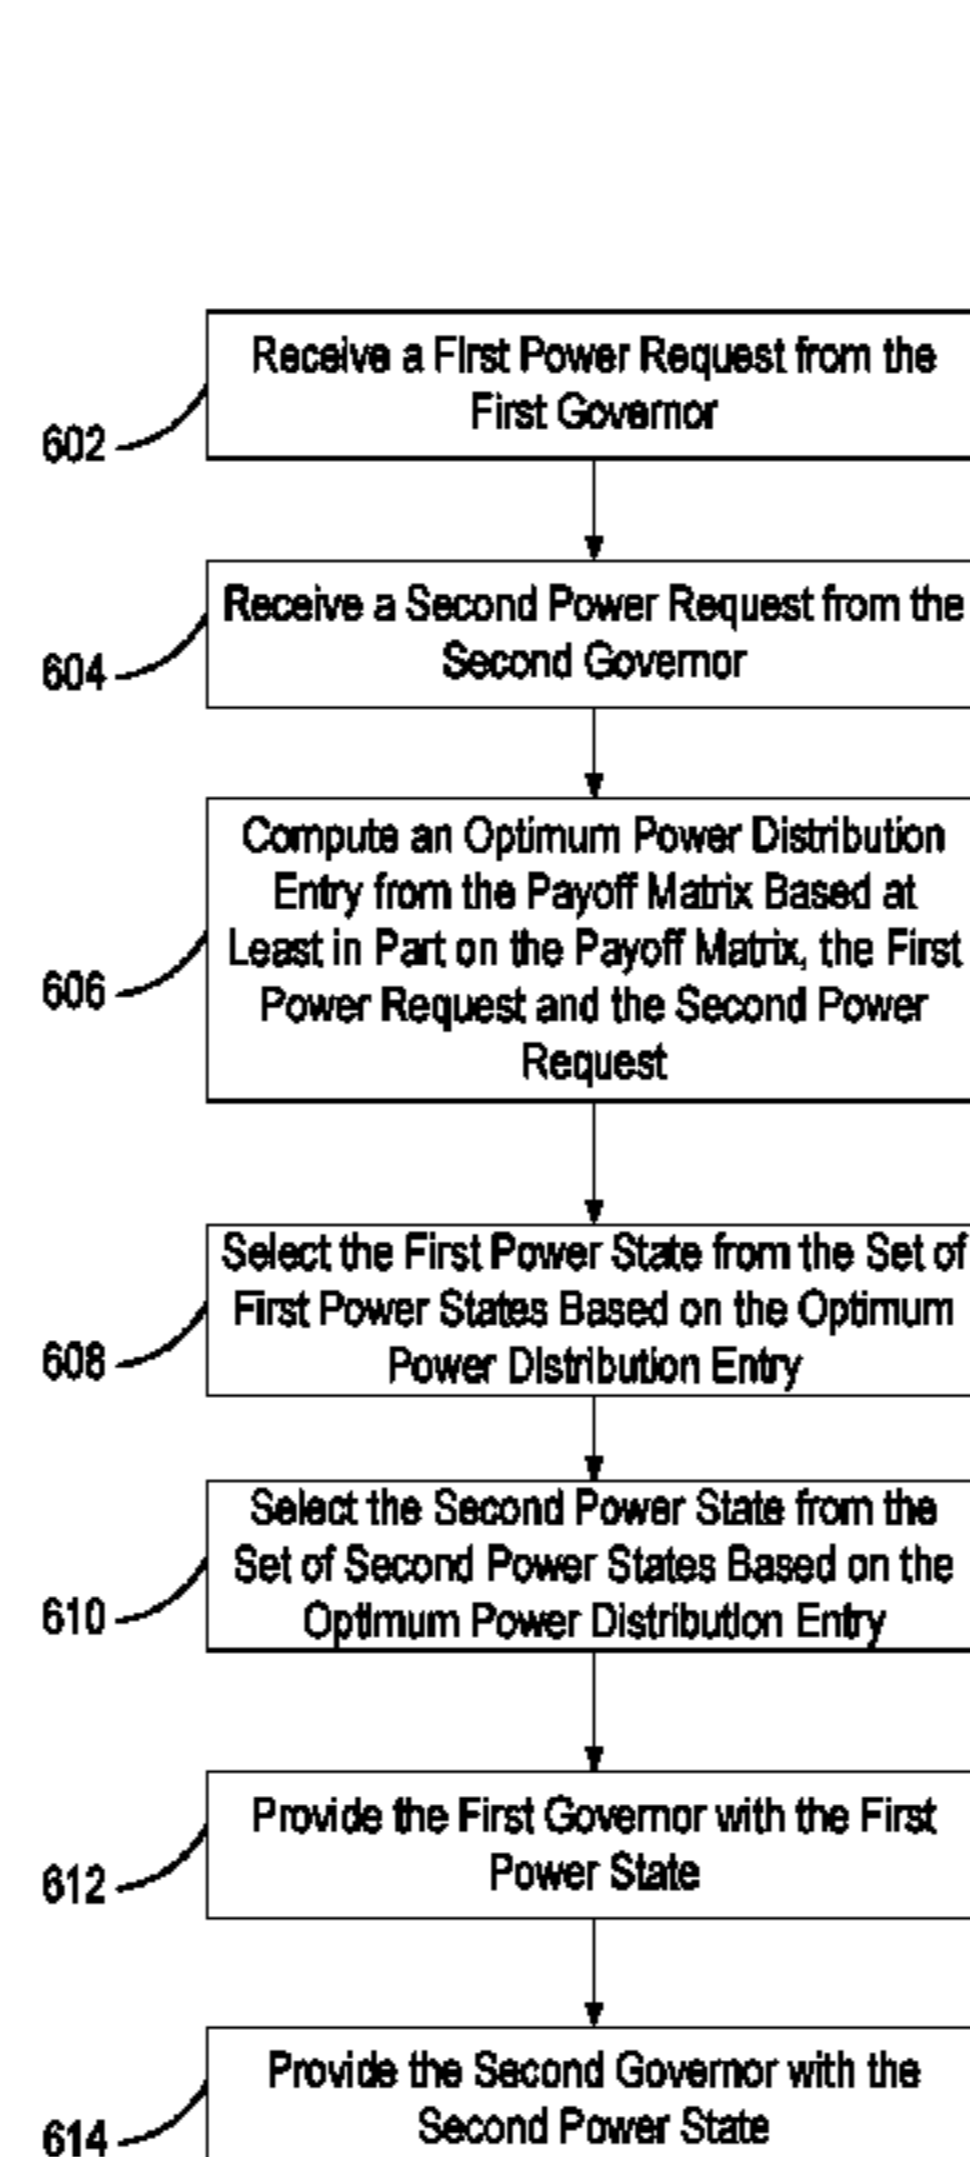 Receive a First Power Request from the
First Governor
602
Receive a Second Power Request from the
Second Governor
604
Compute an Optimum Power Distribution
Entry from the Payoff Matrix Based at
Least in Part on the Payoff Matrix, the First
Power Request and the Second Power
Request
606
Select the First Power State from the Set of
First Power States Based on the Optimum
Power Distribution Entry
608
Select the Second Power State from the
Set of Second Power States Based on the
Optimum Power Distribution Entry
610
Provide the First Governor with the First
Power State
612
Provide the Second Governor with the
Second Power State
614